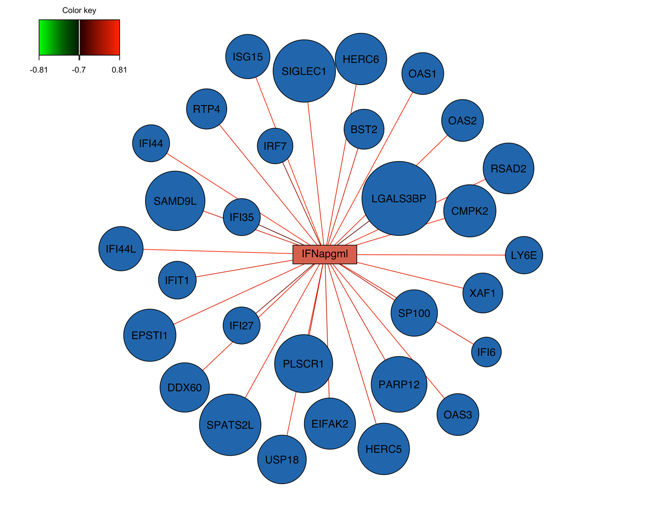 Color key
-0.81 -0.7 0.81
ISG15
SIGLEC1
HERC6
OAS1
RTP4
OAS2
BST2
IFI44
IRF7
RSAD2
SAMD9L
LGALS3BP
CMPK2
IFI35
IFI44L
IFNapgml
LY6E
IFIT1
XAF1
SP100
EPSTI1
IFI27
IFI6
PLSCR1
DDX60
PARP12
OAS3
SPATS2L
EIFAK2
HERC5
USP18